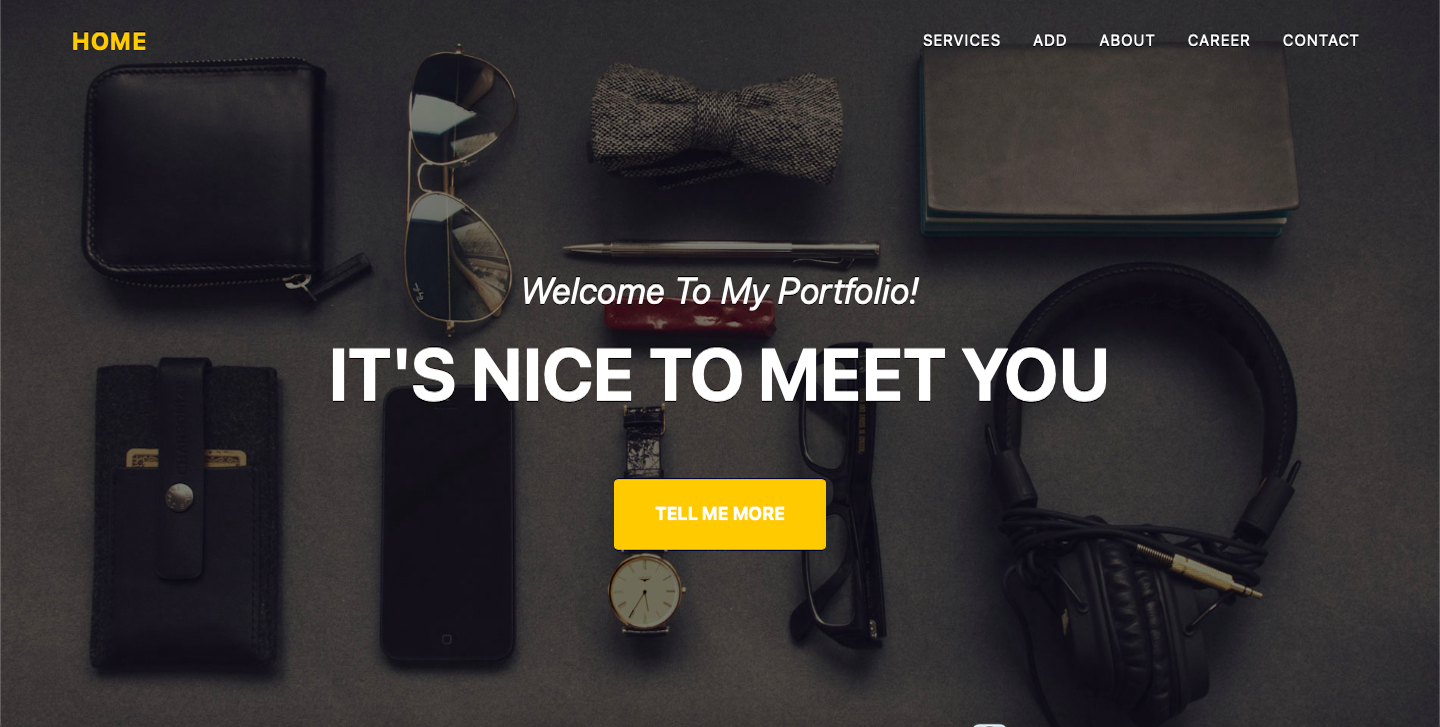 HOME
SERVICES ADD ABOUT CAREER CONTACT
Welcome To My Portfolio!
IT'S NICE TO MEET YOU
TELL ME MORE